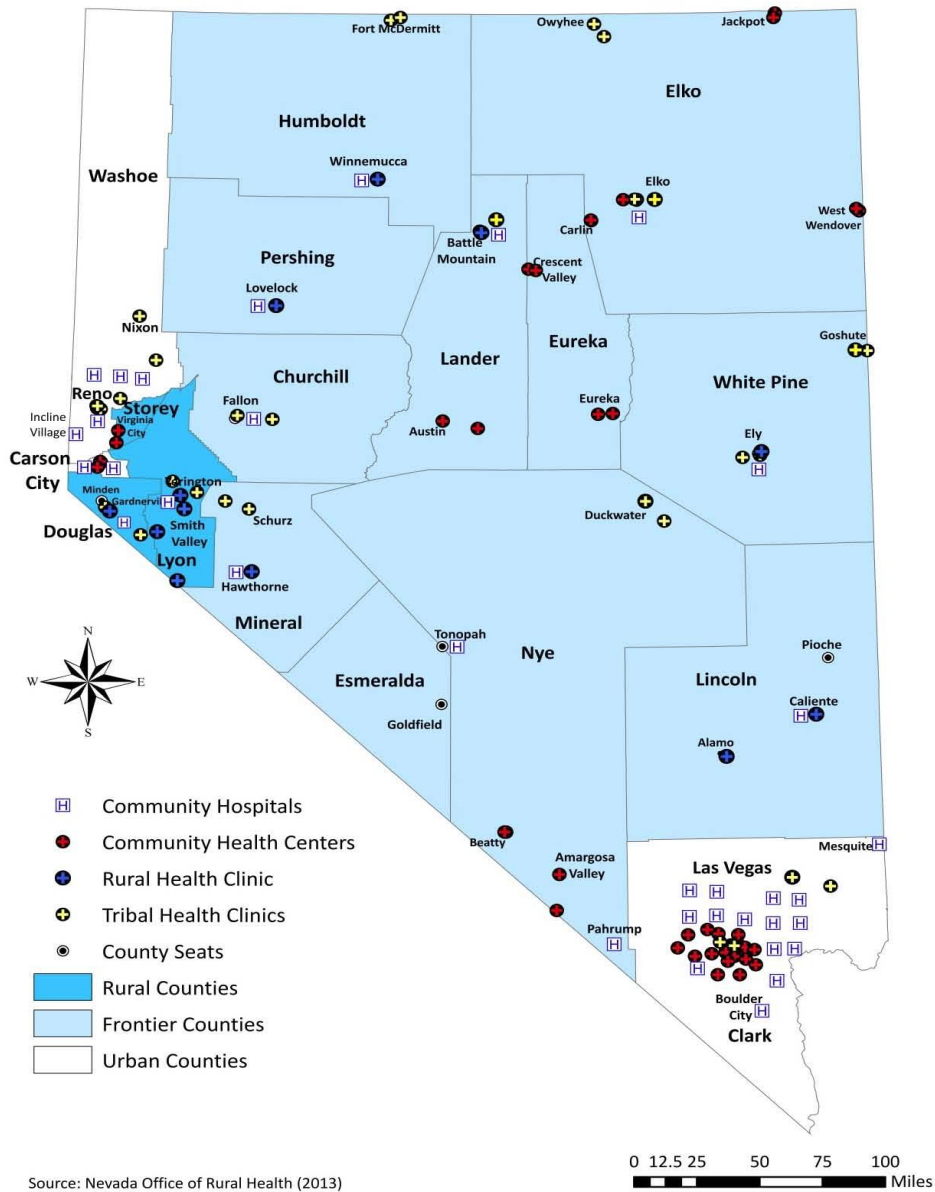 Fort McDermitt
Owyhee
Jackpot
Elko
Humboldt
Winnemucca
Washoe
Elko
Carlin
West
Wendover
Battle
Mountain
Pershing
Crescent
Valley
Lovelock
Nixon
Goshute
Eureka
Lander
White Pine
Churchill
Reno
Storey
Fallon
Eureka
Incline
Village
Virginia
City
Austin
Ely
Carson
City
Minden
Gardnervil
Yerington
Schurz
Duckwater
Smith
Valley
Douglas
Lyon
Hawthorne
Mineral
N
W E
S
Tonopah
Nye
Pioche
Esmeralda
Lincoln
Goldfield
Caliente
Alamo
H Community Hospitals
Community Health Centers
Rural Health Clinic
Tribal Health Clinics
County Seats
Rural Counties
Frontier Counties
Urban Counties
Beatty
Amargosa
Valley
Pahrump
Mesquite
Las Vegas
Boulder
City
Clark
0 12.5 25 50 75 100
Miles
Source: Nevada Office of Rural Health (2013)